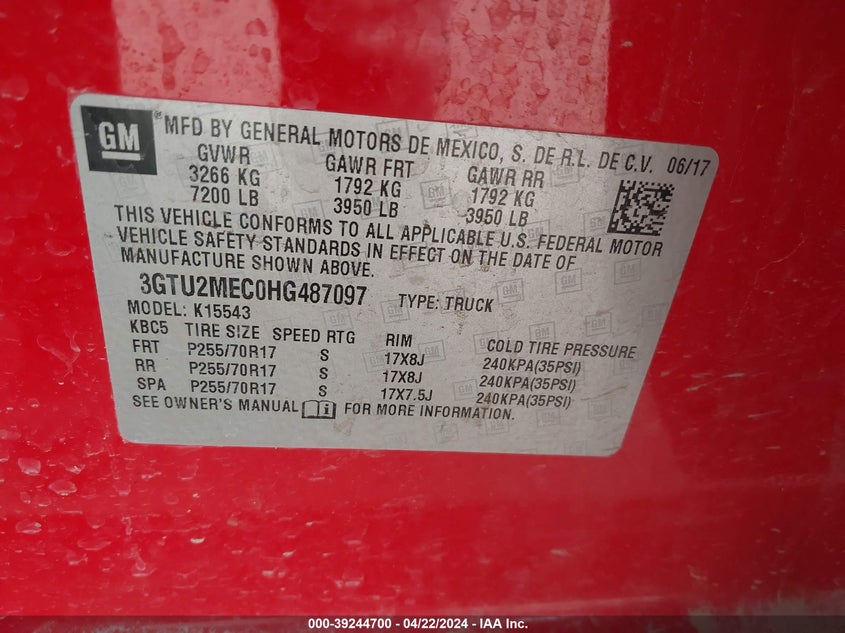 GM ® MFD BY GENERAL MOTORS DE MEXICO, S. DE R.L. DE C.V. 06/17
GVWR GAWR FRT GAWR RR
3266 KG 1792 KG 1792 KG
7200 LB 3950 LB 3950 LB
THIS VEHICLE CONFORMS TO ALL APPLICABLE U.S. FEDERAL MOTOR
VEHICLE SAFETY STANDARDS IN EFFECT ON THE DATE OF
MANUFACTURE SHOWN ABOVE.
3GTU2MEC0HG487097 TYPE: TRUCK
MODEL: K15543
KBC5 TIRE SIZE SPEED RTG RIM COLD TIRE PRESSURE
FRT P255/70R17 S 17X8J 240KPA(35PSI)
RR P255/70R17 S 17X8J 240KPA(35PSI)
SPA P255/70R17 S 17X7.5J 240KPA(35PSI)
SEE OWNER'S MANUAL FOR MORE INFORMATION.
000-39244700 - 04/22/2024 - IAA Inc.